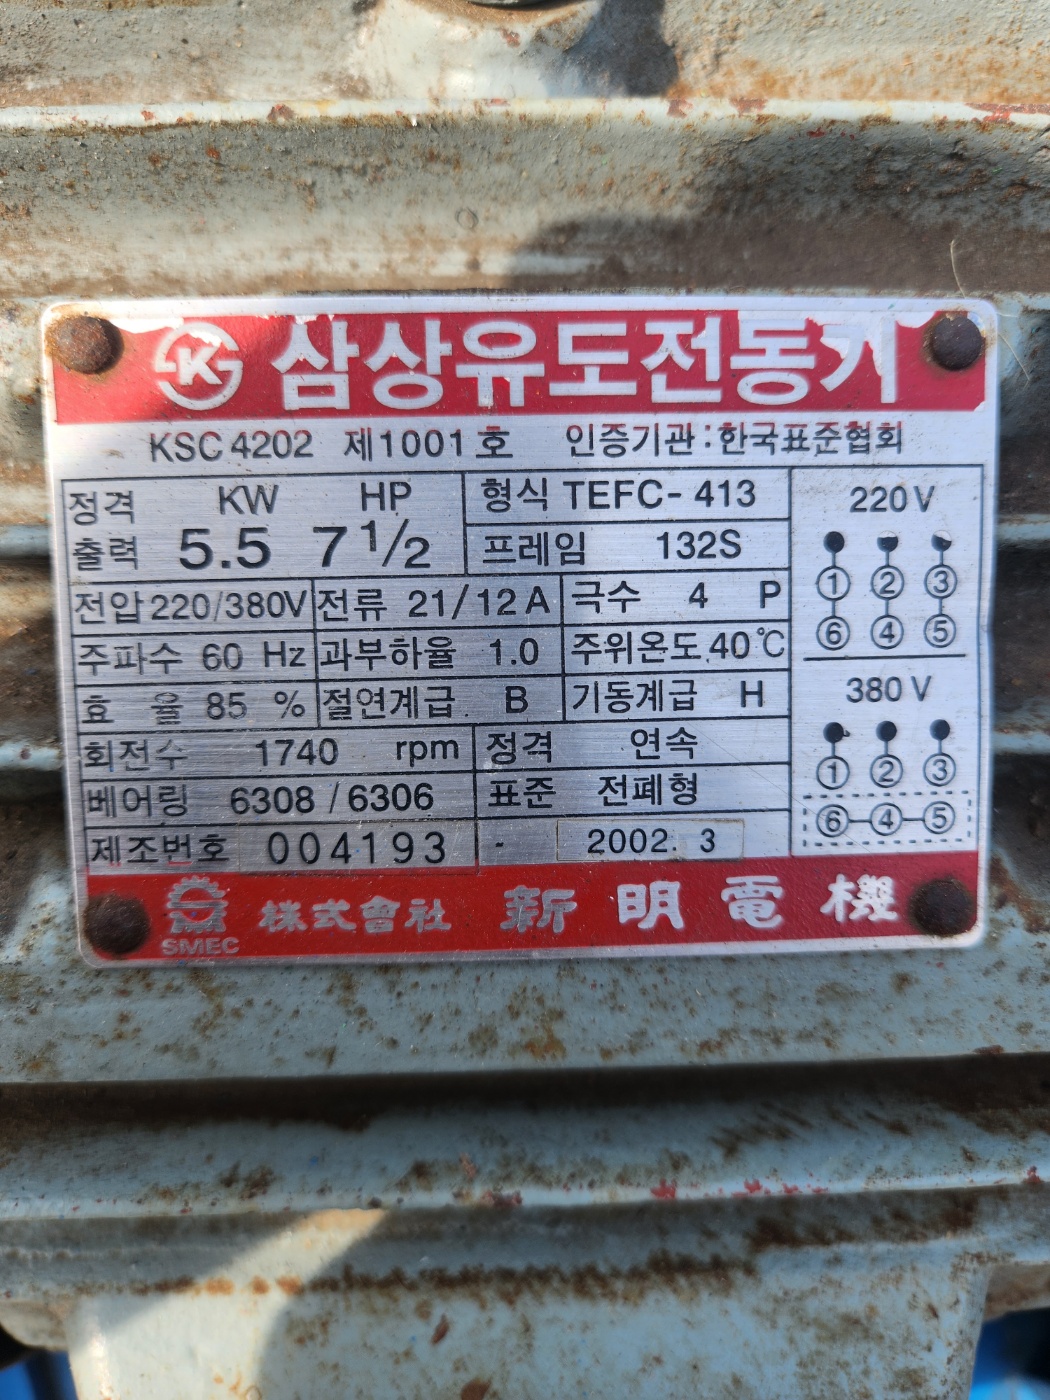 삼상유도전동기
KSC 4202 제1001호 인증기관:한국표준협회
정격 출력 KW 5.5 HP 7 1/2
형식 TEFC-413
프레임 132S
전압 220/380V 전류 21/12A 극수 4 P
주파수 60 Hz 과부하율 1.0 주위온도 40℃
효율 85 % 절연계급 B 기동계급 H
회전수 1740 rpm 정격 연속
베어링 6308/6306 표준 전폐형
제조번호 004193 - 2002. 3
220V
① ② ③
⑥ ④ ⑤
380V
① ② ③
⑥-④-⑤
SMEC 株式會社 新明電機